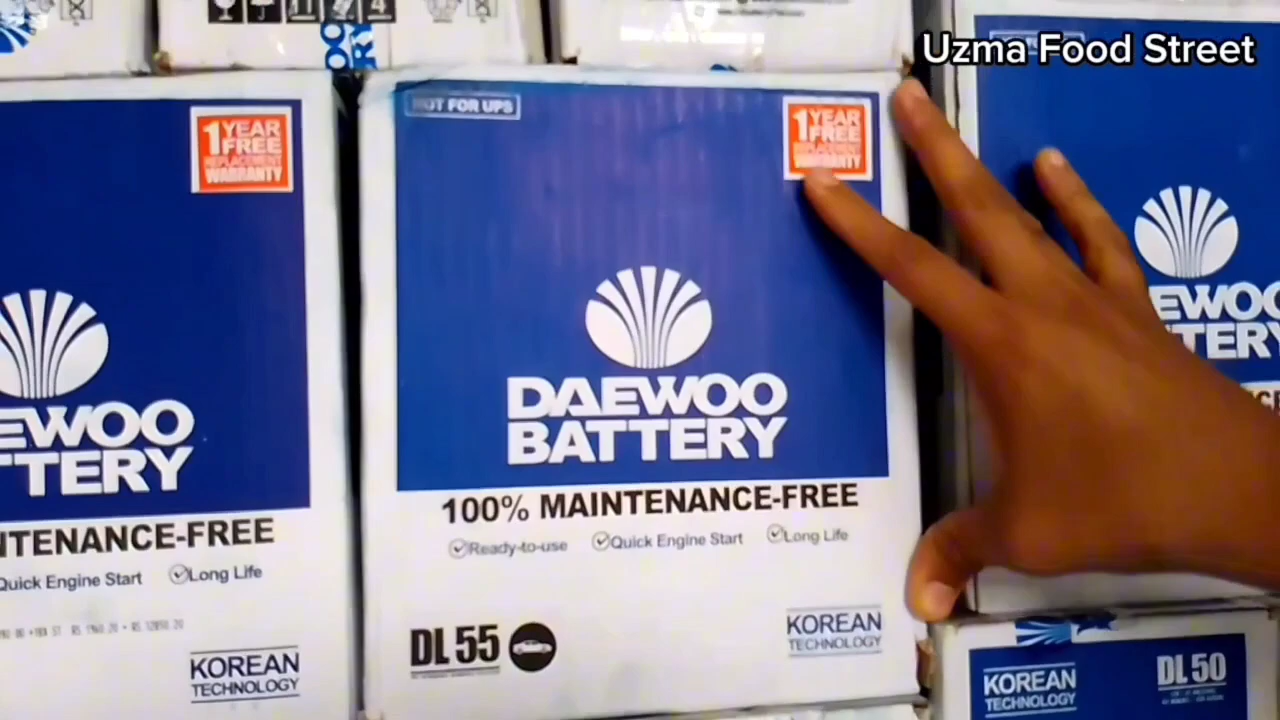 Uzma Food Street
NOT FOR UPS
1 YEAR
FREE
REPLACEMENT
WARRANTY
DAEWOO
BATTERY
100% MAINTENANCE-FREE
Ready-to-use Quick Engine Start Long Life
DL 55
KOREAN
TECHNOLOGY
1 YEAR
FREE
REPLACEMENT
WARRANTY
EWOO
TTERY
NTENANCE-FREE
Quick Engine Start Long Life
KOREAN
TECHNOLOGY
EWOO
TERY
KOREAN
TECHNOLOGY
DL 50